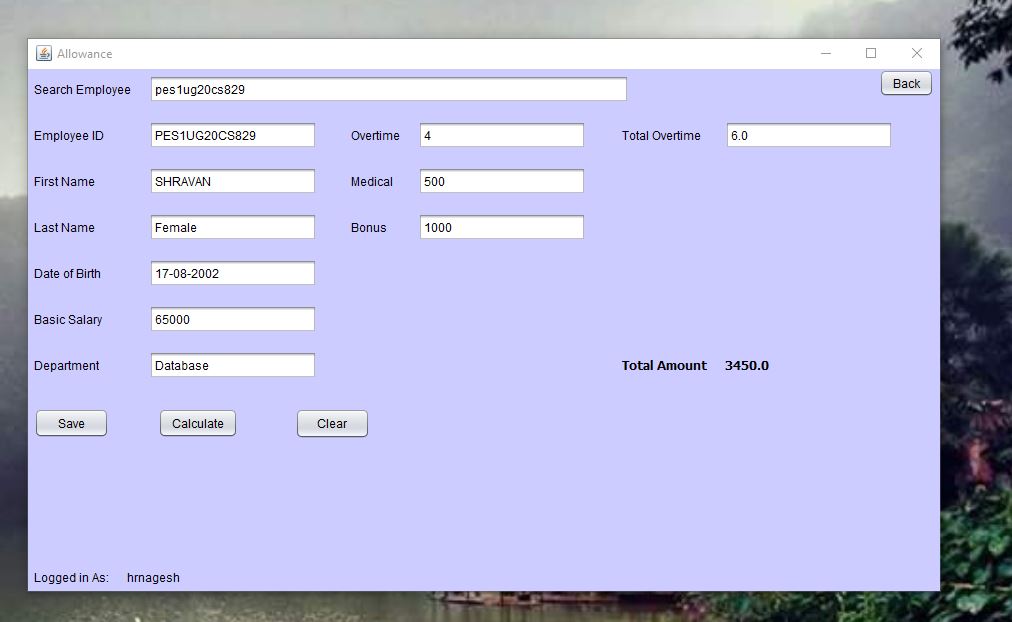 Allowance
Search Employee pes1ug20cs829 Back
Employee ID PES1UG20CS829 Overtime 4 Total Overtime 6.0
First Name SHRAVAN Medical 500
Last Name Female Bonus 1000
Date of Birth 17-08-2002
Basic Salary 65000
Department Database Total Amount 3450.0
Save Calculate Clear
Logged in As: hrnagesh